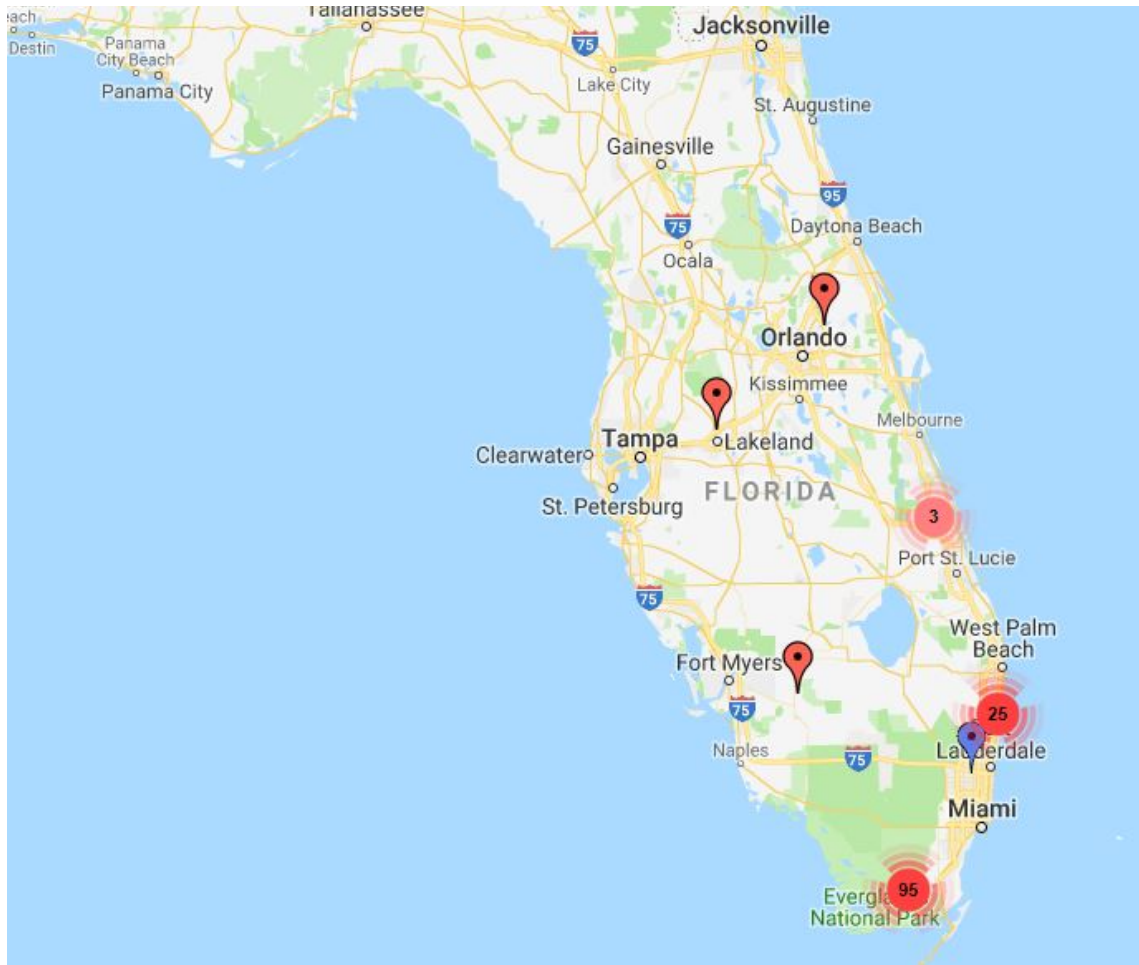 Tallahassee
each
Destin
Panama
City Beach
Panama City
75
Lake City
Jacksonville
St. Augustine
Gainesville
95
75
Daytona Beach
Ocala
Orlando
Kissimmee
Melbourne
Clearwater
Tampa
Lakeland
St. Petersburg
FLORIDA
3
Port St. Lucie
75
West Palm
Beach
Fort Myers
75
25
Naples
75
Lauderdale
Miami
95
National Park